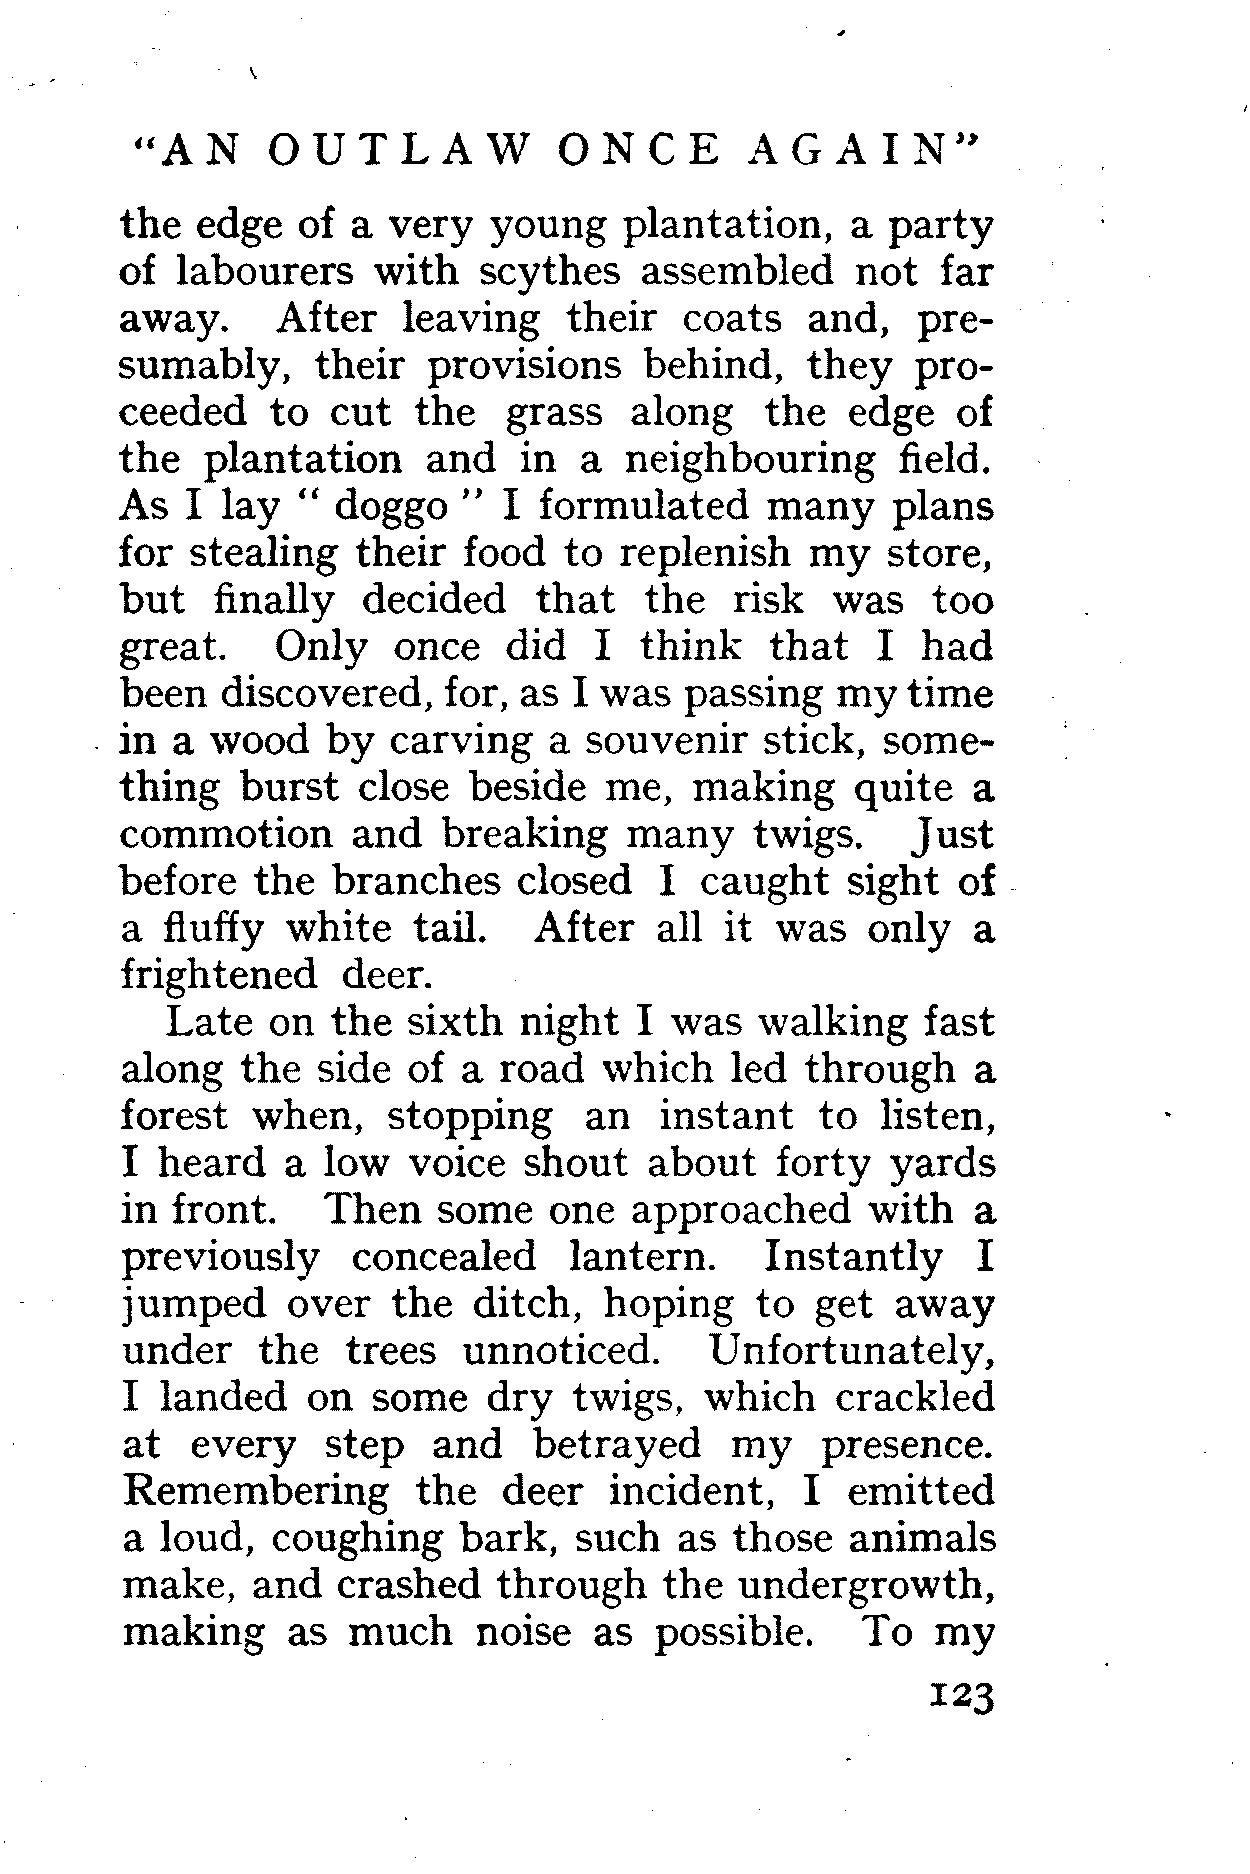 "AN OUTLAW ONCE AGAIN"
the edge of a very young plantation, a party
of labourers with scythes assembled not far
away. After leaving their coats and, pre-
sumably, their provisions behind, they pro-
ceeded to cut the grass along the edge of
the plantation and in a neighbouring field.
As I lay " doggo " I formulated many plans
for stealing their food to replenish my store,
but finally decided that the risk was too
great. Only once did I think that I had
been discovered, for, as I was passing my time
in a wood by carving a souvenir stick, some-
thing burst close beside me, making quite a
commotion and breaking many twigs. Just
before the branches closed I caught sight of
a fluffy white tail. After all it was only a
frightened deer.
Late on the sixth night I was walking fast
along the side of a road which led through a
forest when, stopping an instant to listen,
I heard a low voice shout about forty yards
in front. Then some one approached with a
previously concealed lantern. Instantly I
jumped over the ditch, hoping to get away
under the trees unnoticed. Unfortunately,
I landed on some dry twigs, which crackled
at every step and betrayed my presence.
Remembering the deer incident, I emitted
a loud, coughing bark, such as those animals
make, and crashed through the undergrowth,
making as much noise as possible. To my
123